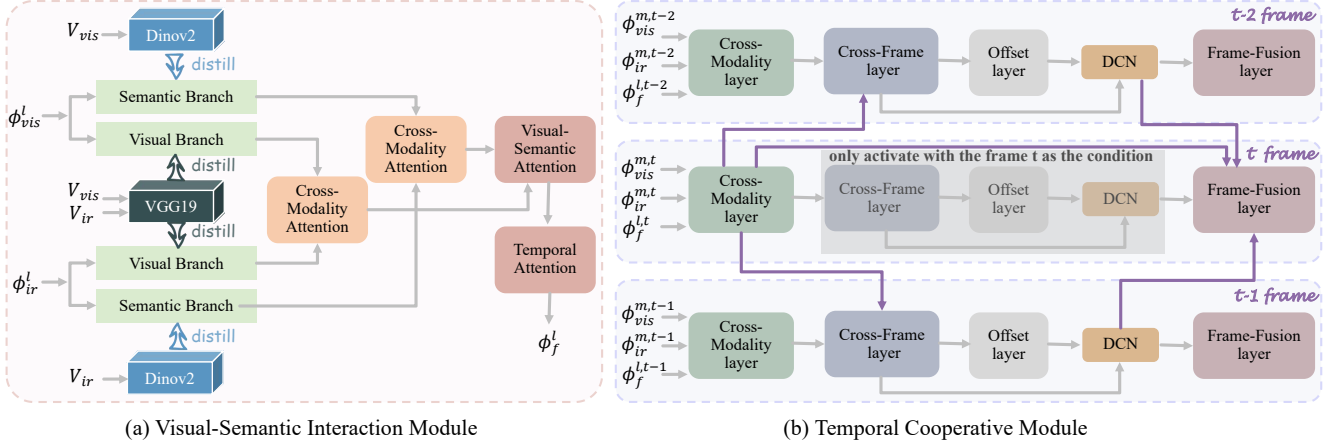 V_vis
Dinov2
distill
Semantic Branch
ϕ^l_vis
Visual Branch
distill
V_vis
V_ir
VGG19
distill
Visual Branch
ϕ^l_ir
Semantic Branch
distill
V_ir
Dinov2
Cross-
Modality
Attention
Cross-
Modality
Attention
Visual-
Semantic
Attention
Temporal
Attention
ϕ^l_f
(a) Visual-Semantic Interaction Module
t-2 frame
ϕ^{m,t-2}_vis
ϕ^{m,t-2}_ir
ϕ^{l,t-2}_f
Cross-
Modality
layer
Cross-Frame
layer
Offset
layer
DCN
Frame-Fusion
layer
t frame
only activate with the frame t as the condition
ϕ^{m,t}_vis
ϕ^{m,t}_ir
ϕ^{l,t}_f
Cross-
Modality
layer
Cross-Frame
layer
Offset
layer
DCN
Frame-Fusion
layer
t-1 frame
ϕ^{m,t-1}_vis
ϕ^{m,t-1}_ir
ϕ^{l,t-1}_f
Cross-
Modality
layer
Cross-Frame
layer
Offset
layer
DCN
Frame-Fusion
layer
(b) Temporal Cooperative Module